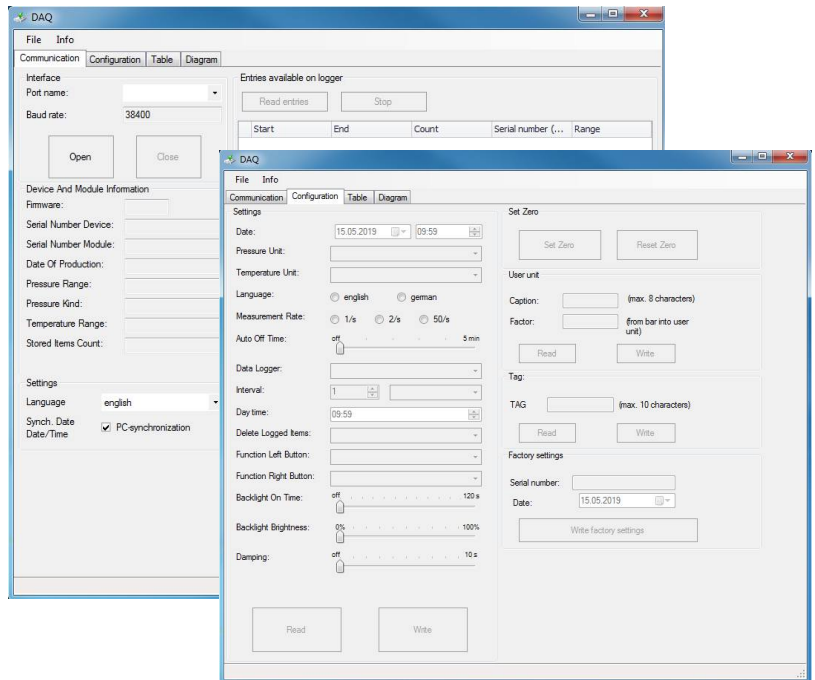 DAQ
File Info
Communication Configuration Table Diagram
Interface
Port name:
Baud rate: 38400
Open Close
Device And Module Information
Firmware:
Serial Number Device:
Serial Number Module:
Date Of Production:
Pressure Range:
Pressure Kind:
Temperature Range:
Stored Items Count:
Settings
Language english
Synch. Date
Date/Time
PC-synchronization
Entries available on logger
Read entries Stop
Start End Count Serial number (... Range
DAQ
File Info
Communication Configuration Table Diagram
Settings
Date: 15.05.2019 09:59
Pressure Unit:
Temperature Unit:
Language: english german
Measurement Rate: 1/s 2/s 50/s
Auto Off Time: off 5 min
Data Logger:
Interval: 1
Day time: 09:59
Delete Logged Items:
Function Left Button:
Function Right Button:
Backlight On Time: off 120 s
Backlight Brightness: 0% 100%
Damping: off 10 s
Read Write
Set Zero
Set Zero Reset Zero
User unit
Caption: (max. 8 characters)
Factor: (from bar into user
unit)
Read Write
Tag:
TAG (max. 10 characters)
Read Write
Factory settings
Serial number:
Date: 15.05.2019
Write factory settings